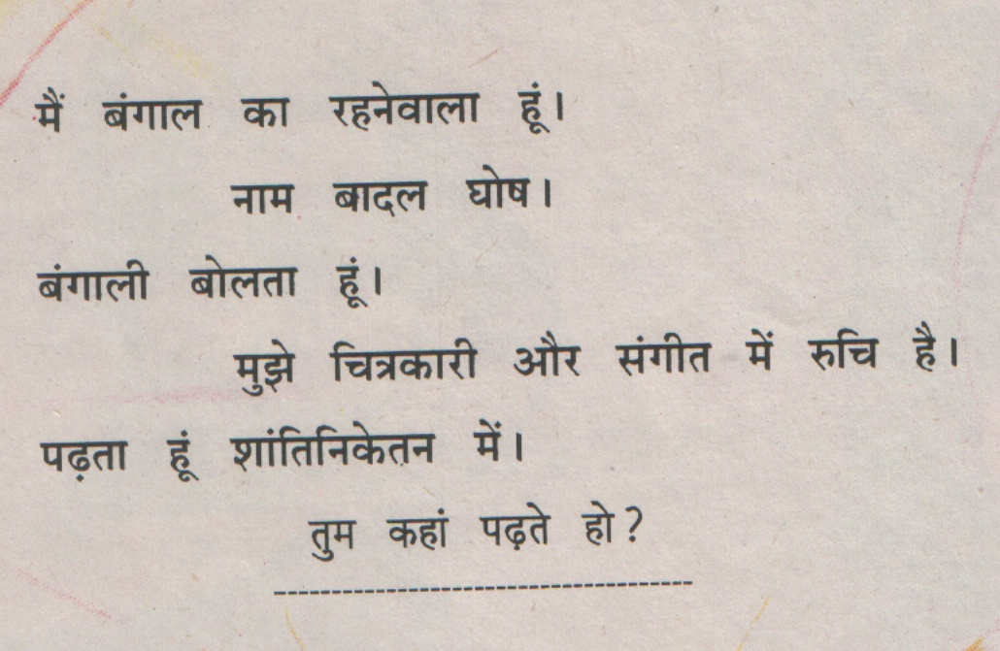 मैं बंगाल का रहनेवाला हूं।
नाम बादल घोष।
बंगाली बोलता हूं।
मुझे चित्रकारी और संगीत में रुचि है।
पढ़ता हूं शांतिनिकेतन में।
तुम कहां पढ़ते हो?